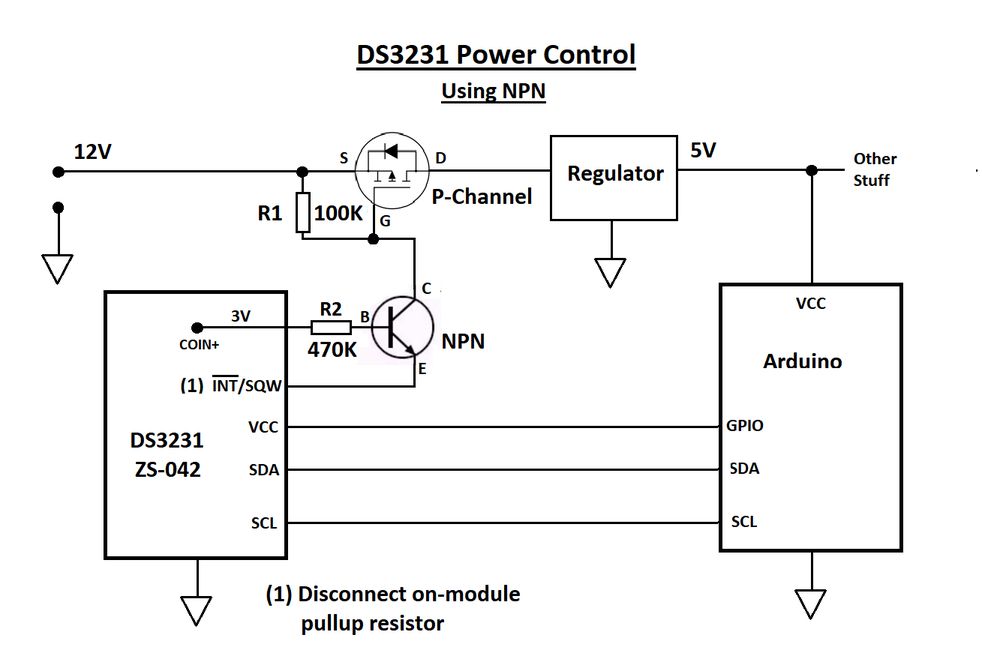 DS3231 Power Control
Using NPN
12V
S
D
P-Channel
G
R1
100K
Regulator
5V
Other
Stuff
C
B
E
NPN
R2
470K
3V
COIN+
(1) INT/SQW
VCC
SDA
SCL
DS3231
ZS-042
VCC
Arduino
GPIO
SDA
SCL
(1) Disconnect on-module
pullup resistor